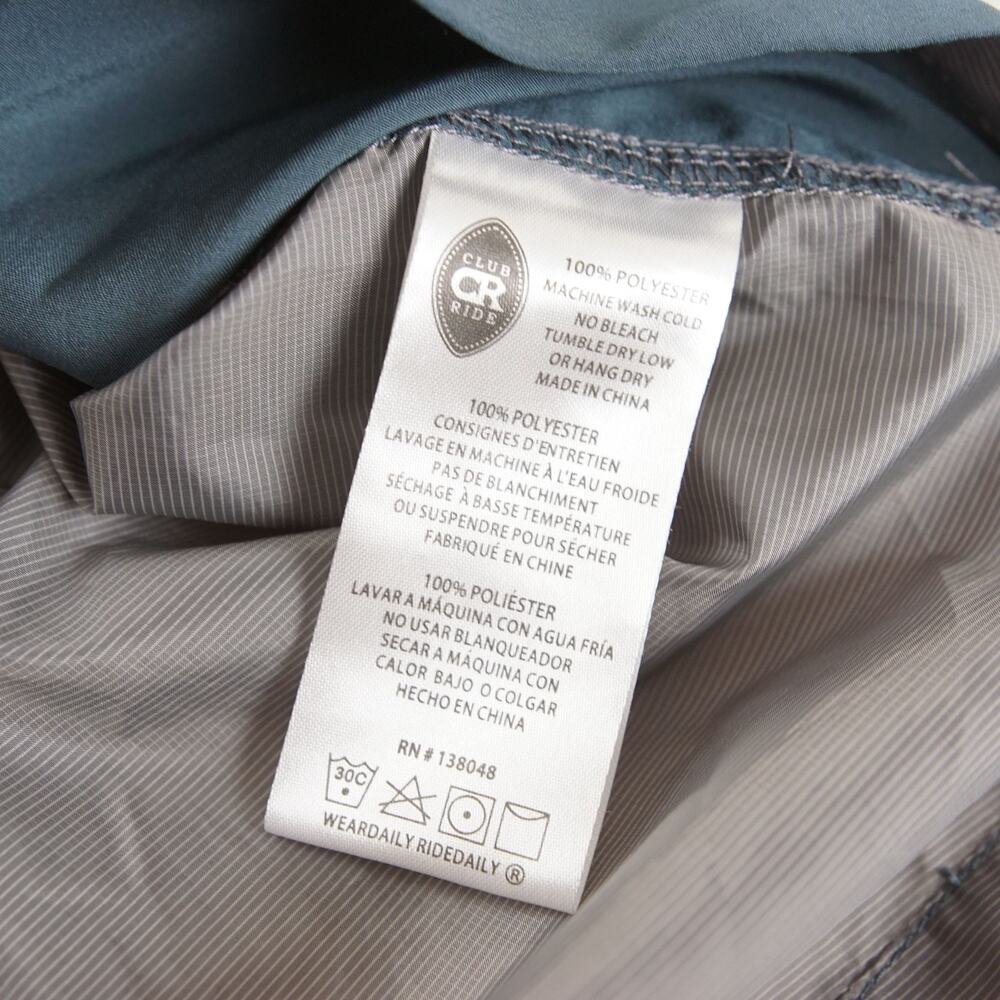 CLUB
CR
RIDE
100% POLYESTER
MACHINE WASH COLD
NO BLEACH
TUMBLE DRY LOW
OR HANG DRY
MADE IN CHINA
100% POLYESTER
CONSIGNES D'ENTRETIEN
LAVAGE EN MACHINE À L'EAU FROIDE
PAS DE BLANCHIMENT
SÉCHAGE À BASSE TEMPÉRATURE
OU SUSPENDRE POUR SÉCHER
FABRIQUÉ EN CHINE
100% POLIÉSTER
LAVAR A MÁQUINA CON AGUA FRÍA
NO USAR BLANQUEADOR
SECAR A MÁQUINA CON
CALOR BAJO O COLGAR
HECHO EN CHINA
RN # 138048
30C
WEARDAILY RIDEDAILY ®